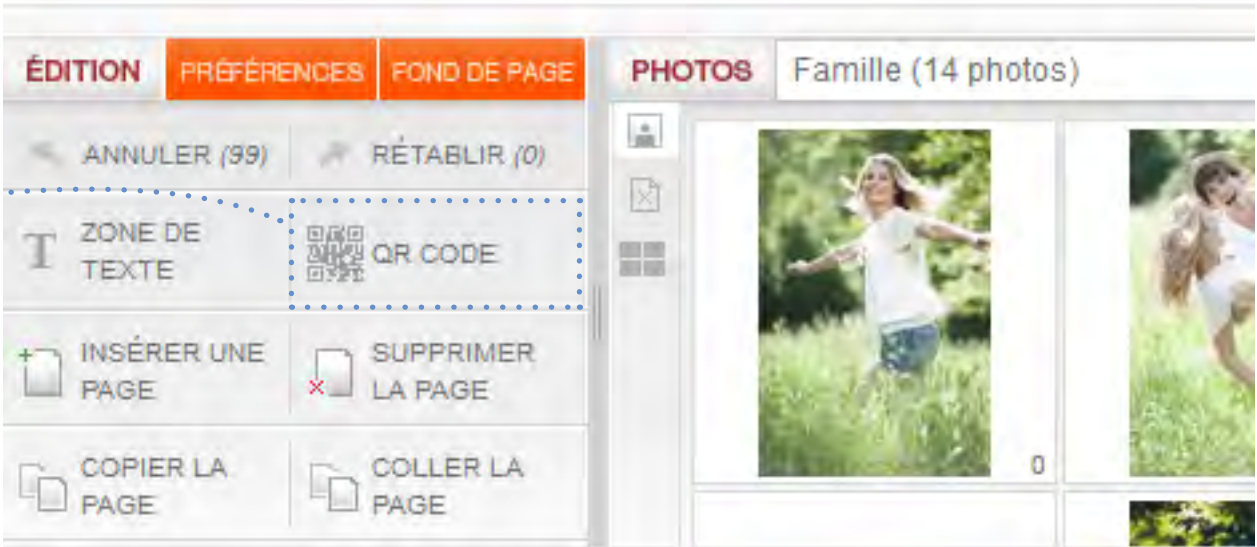 ÉDITION PRÉFÉRENCES FOND DE PAGE
ANNULER (99) RÉTABLIR (0)
ZONE DE
TEXTE
QR CODE
INSÉRER UNE
PAGE
SUPPRIMER
LA PAGE
COPIER LA
PAGE
COLLER LA
PAGE
PHOTOS Famille (14 photos)
0